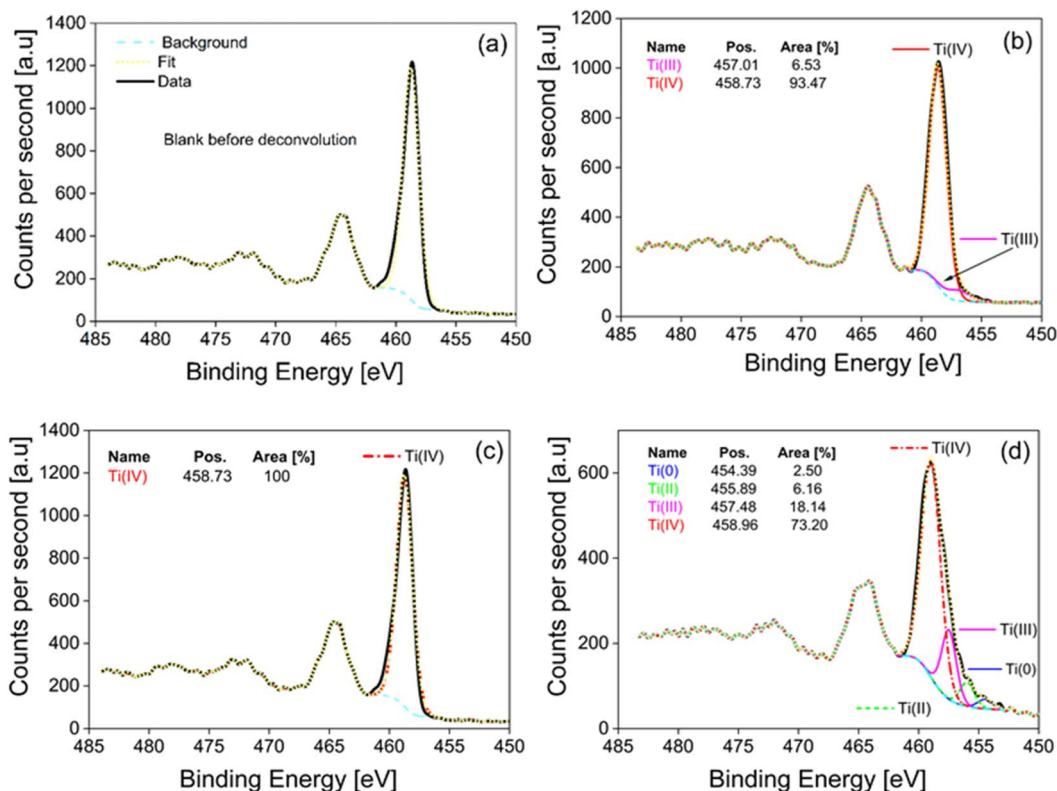 1400
1200
1000
800
600
400
200
0
Counts per second [a.u]
Background
Fit
Data
(a)
Blank before deconvolution
485 480 475 470 465 460 455 450
Binding Energy [eV]
1200
1000
800
600
400
200
0
Counts per second [a.u]
Name Pos. Area [%]
Ti(III) 457.01 6.53
Ti(IV) 458.73 93.47
Ti(IV)
(b)
Ti(III)
485 480 475 470 465 460 455 450
Binding Energy [eV]
1400
1200
1000
800
600
400
200
0
Counts per second [a.u]
Name Pos. Area [%]
Ti(IV) 458.73 100
Ti(IV)
(c)
485 480 475 470 465 460 455 450
Binding Energy [eV]
600
400
200
0
Counts per second [a.u]
Name Pos. Area [%]
Ti(0) 454.39 2.50
Ti(II) 455.89 6.16
Ti(III) 457.48 18.14
Ti(IV) 458.96 73.20
Ti(IV)
(d)
Ti(III)
Ti(0)
Ti(II)
485 480 475 470 465 460 455 450
Binding Energy [eV]